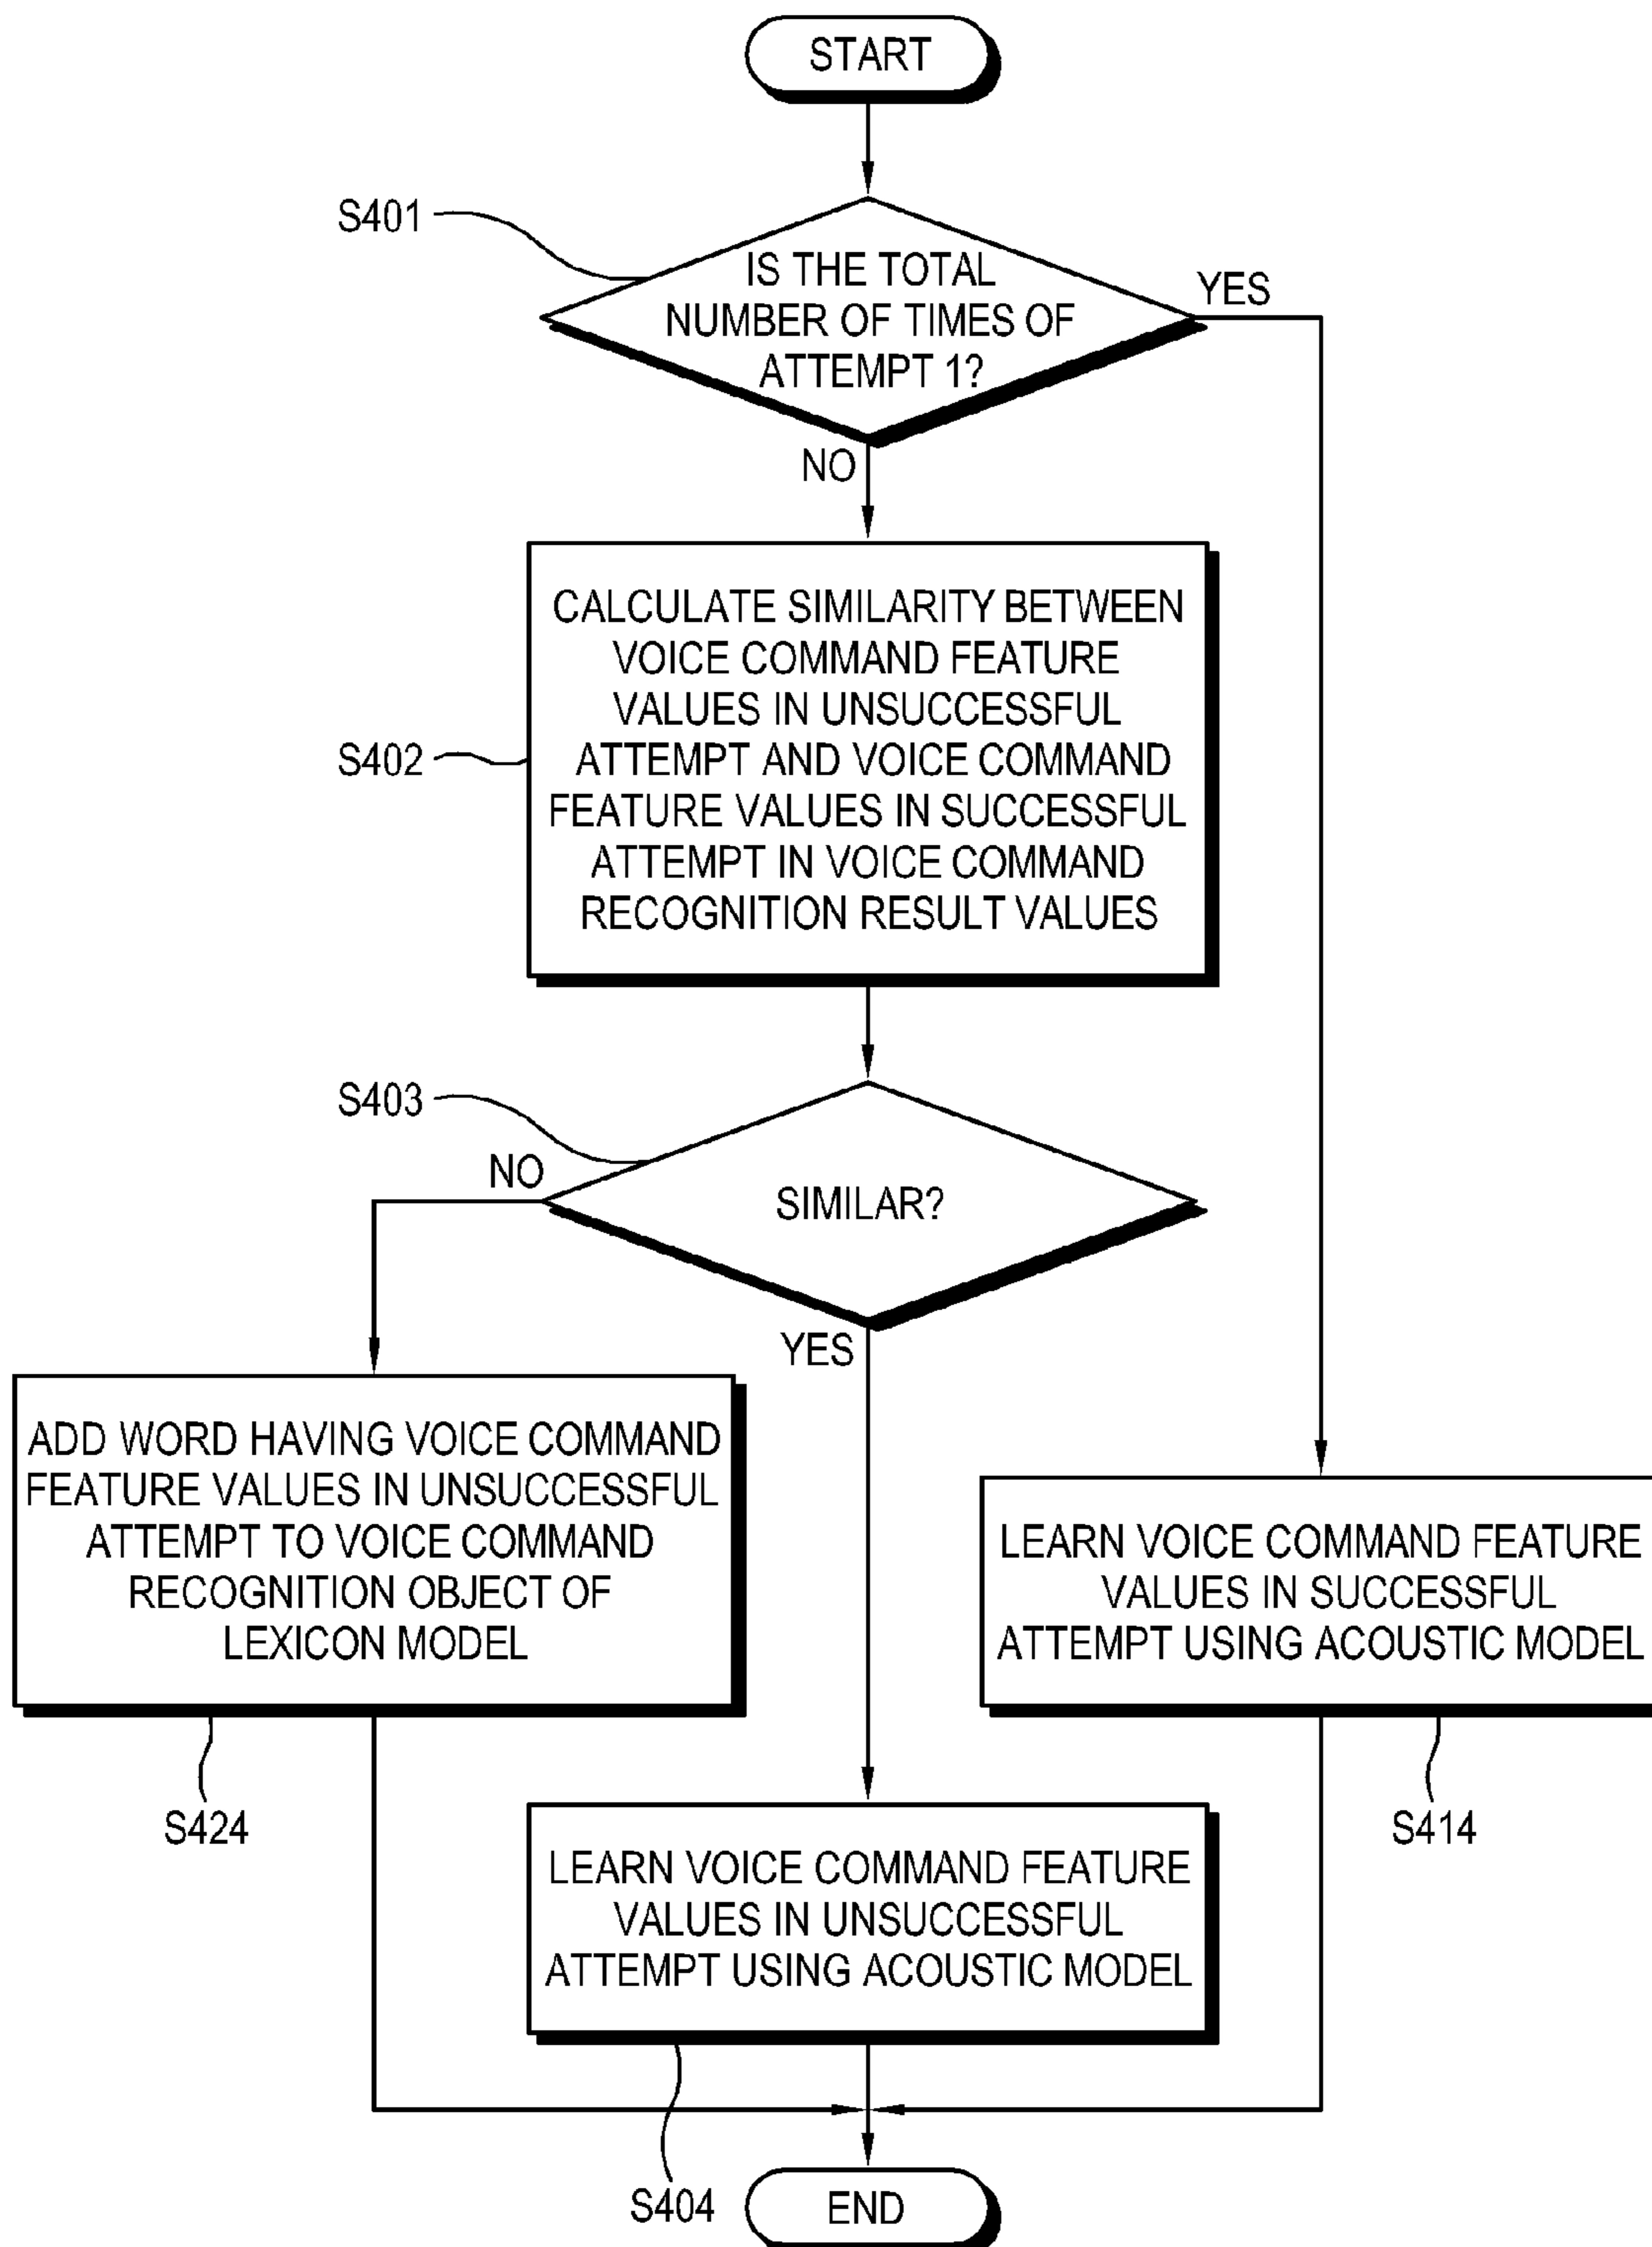 START
S401
IS THE TOTAL
NUMBER OF TIMES OF
ATTEMPT 1?
YES
NO
S402
CALCULATE SIMILARITY BETWEEN
VOICE COMMAND FEATURE
VALUES IN UNSUCCESSFUL
ATTEMPT AND VOICE COMMAND
FEATURE VALUES IN SUCCESSFUL
ATTEMPT IN VOICE COMMAND
RECOGNITION RESULT VALUES
S403
NO
SIMILAR?
YES
ADD WORD HAVING VOICE COMMAND
FEATURE VALUES IN UNSUCCESSFUL
ATTEMPT TO VOICE COMMAND
RECOGNITION OBJECT OF
LEXICON MODEL
S424
LEARN VOICE COMMAND FEATURE
VALUES IN SUCCESSFUL
ATTEMPT USING ACOUSTIC MODEL
S414
LEARN VOICE COMMAND FEATURE
VALUES IN UNSUCCESSFUL
ATTEMPT USING ACOUSTIC MODEL
S404
END